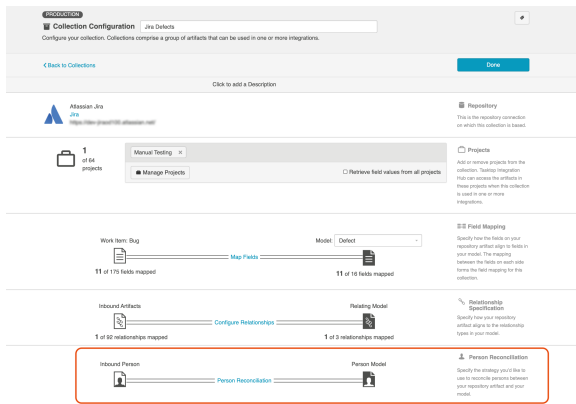 PRODUCTION
Collection Configuration
Jira Defects
Configure your collection. Collections comprise a group of artifacts that can be used in one or more integrations.
Back to Collections
Done
Click to add a Description
Atlassian Jira
Jira
Repository
This is the repository connection
on which this collection is based.
1
of 64
projects
Manual Testing ×
Manage Projects
Retrieve field values from all projects
Projects
Add or remove projects from the
collection. Tasktop Integration
Hub can access the artifacts in
these projects when this collection
is used in one or more
integrations.
Work Item: Bug
Model: Defect
Map Fields
11 of 175 fields mapped
11 of 16 fields mapped
Field Mapping
Specify how the fields on your
repository artifact align to fields in
your model. The mapping
between the fields on each side
forms the field mapping for this
collection.
Inbound Artifacts
Relating Model
Configure Relationships
1 of 92 relationships mapped
1 of 3 relationships mapped
Relationship
Specification
Specify how your repository
artifact aligns to the relationship
types in your model.
Inbound Person
Person Model
Person Reconciliation
Person Reconciliation
Specify the strategy you'd like to
use to reconcile persons between
your repository artifact and your
model.